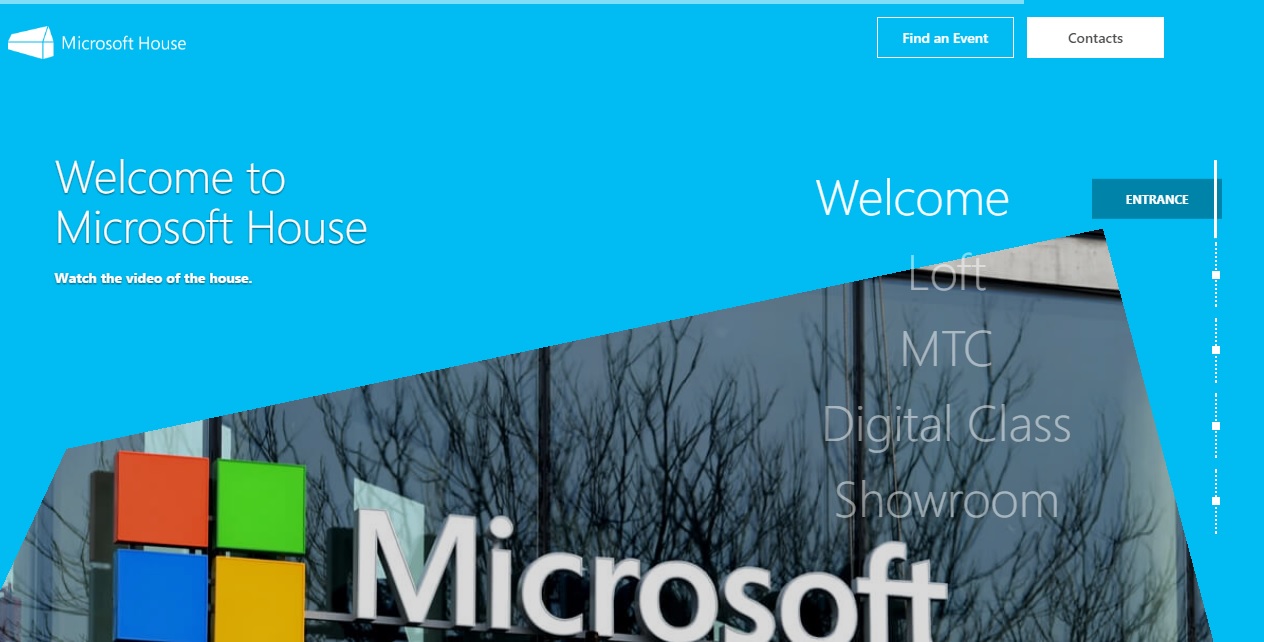 Microsoft House
Find an Event
Contacts
Welcome to
Microsoft House
Watch the video of the house.
Welcome
ENTRANCE
Loft
MTC
Digital Class
Showroom
Microsoft